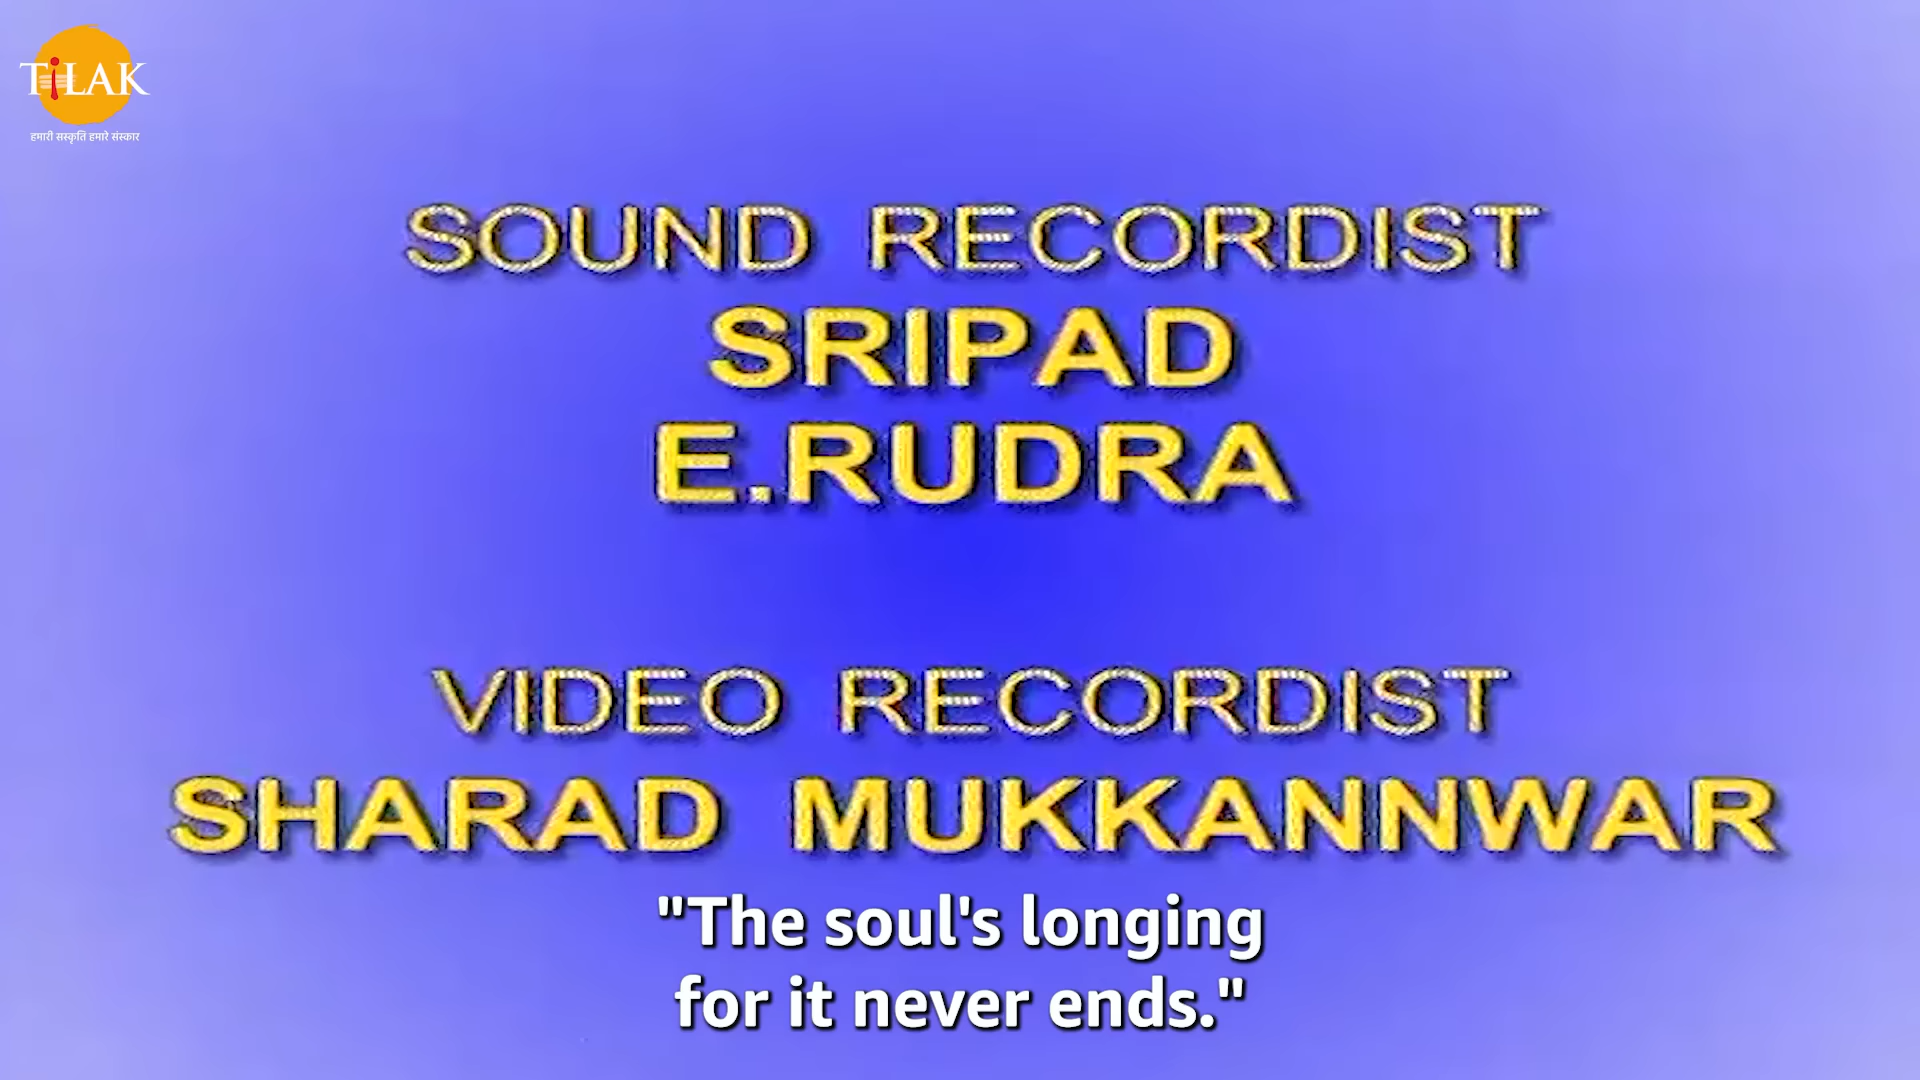 TiLAK
हमारी संस्कृति हमारे संस्कार
SOUND RECORDIST
SRIPAD
E.RUDRA
VIDEO RECORDIST
SHARAD MUKKANNWAR
"The soul's longing
for it never ends."